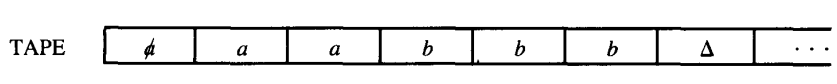 TAPE a̸ a a b b b Δ ...